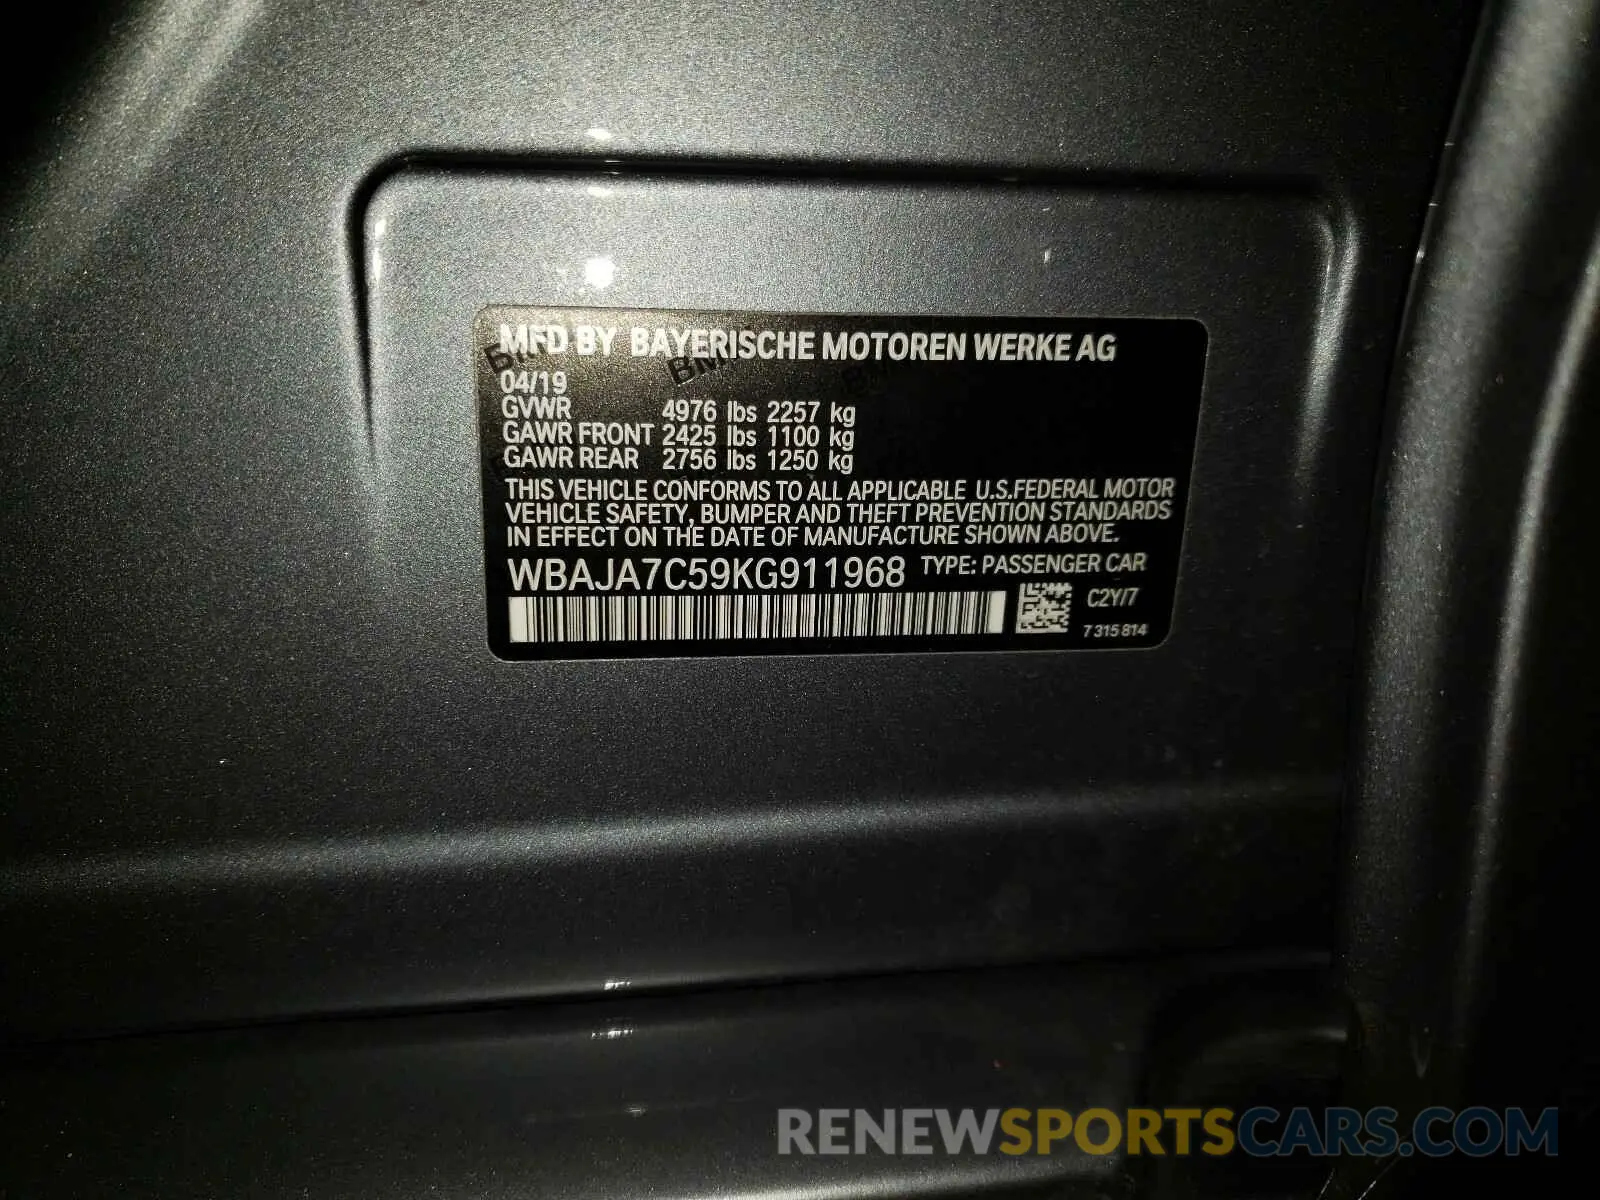 MFD BY BAYERISCHE MOTOREN WERKE AG
04/19
GVWR 4976 lbs 2257 kg
GAWR FRONT 2425 lbs 1100 kg
GAWR REAR 2756 lbs 1250 kg
THIS VEHICLE CONFORMS TO ALL APPLICABLE U.S.FEDERAL MOTOR
VEHICLE SAFETY, BUMPER AND THEFT PREVENTION STANDARDS
IN EFFECT ON THE DATE OF MANUFACTURE SHOWN ABOVE.
WBAJA7C59KG911968 TYPE: PASSENGER CAR
C2Y/7
7 315 814
RENEWSPORTSCARS.COM